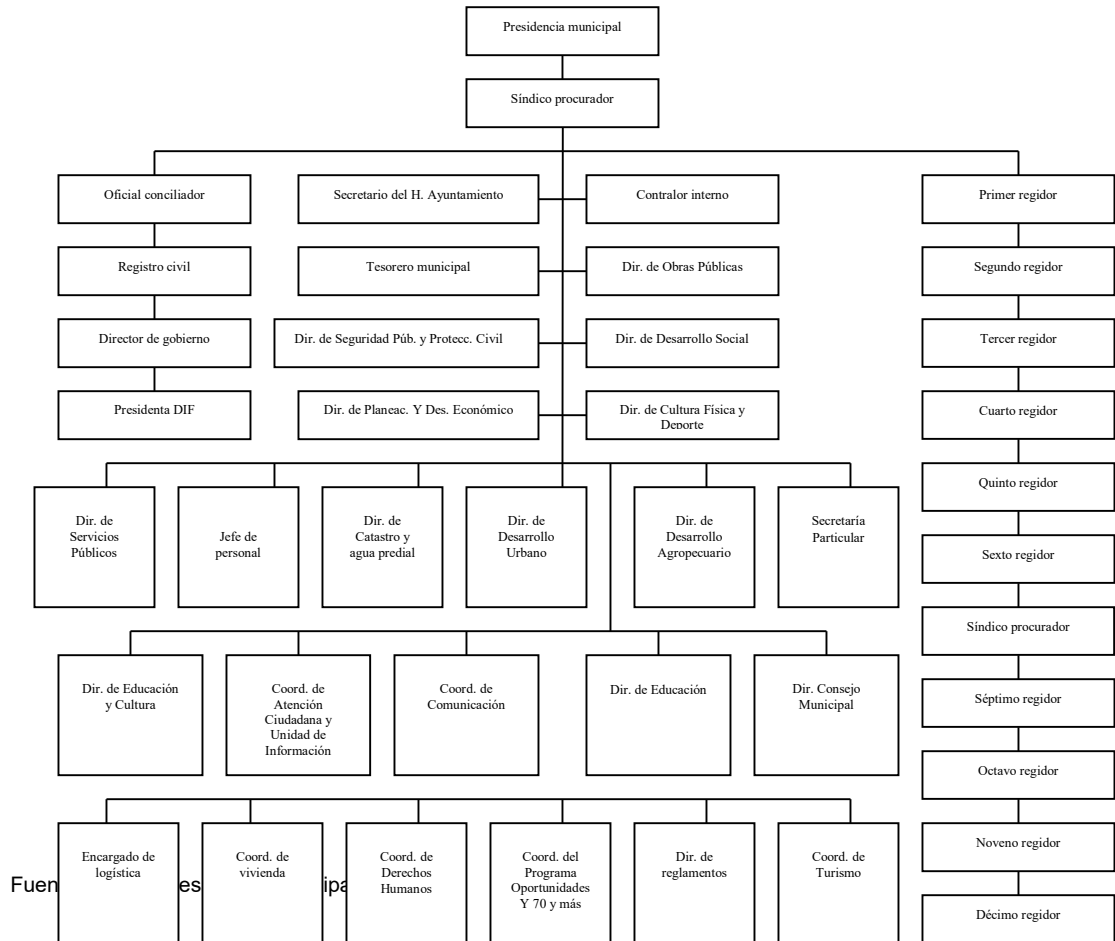 Presidencia municipal
Síndico procurador
Oficial conciliador
Secretario del H. Ayuntamiento
Contralor interno
Primer regidor
Registro civil
Tesorero municipal
Dir. de Obras Públicas
Segundo regidor
Director de gobierno
Dir. de Seguridad Púb. y Protecc. Civil
Dir. de Desarrollo Social
Tercer regidor
Presidenta DIF
Dir. de Planeac. Y Des. Económico
Dir. de Cultura Física y
Deporte
Cuarto regidor
Quinto regidor
Dir. de
Servicios
Públicos
Jefe de
personal
Dir. de
Catastro y
agua predial
Dir. de
Desarrollo
Urbano
Dir. de
Desarrollo
Agropecuario
Secretaría
Particular
Sexto regidor
Síndico procurador
Dir. de Educación
y Cultura
Coord. de
Atención
Ciudadana y
Unidad de
Información
Coord. de
Comunicación
Dir. de Educación
Dir. Consejo
Municipal
Séptimo regidor
Octavo regidor
Encargado de
logística
Coord. de
vivienda
Coord. de
Derechos
Humanos
Coord. del
Programa
Oportunidades
Y 70 y más
Dir. de
reglamentos
Coord. de
Turismo
Noveno regidor
Décimo regidor